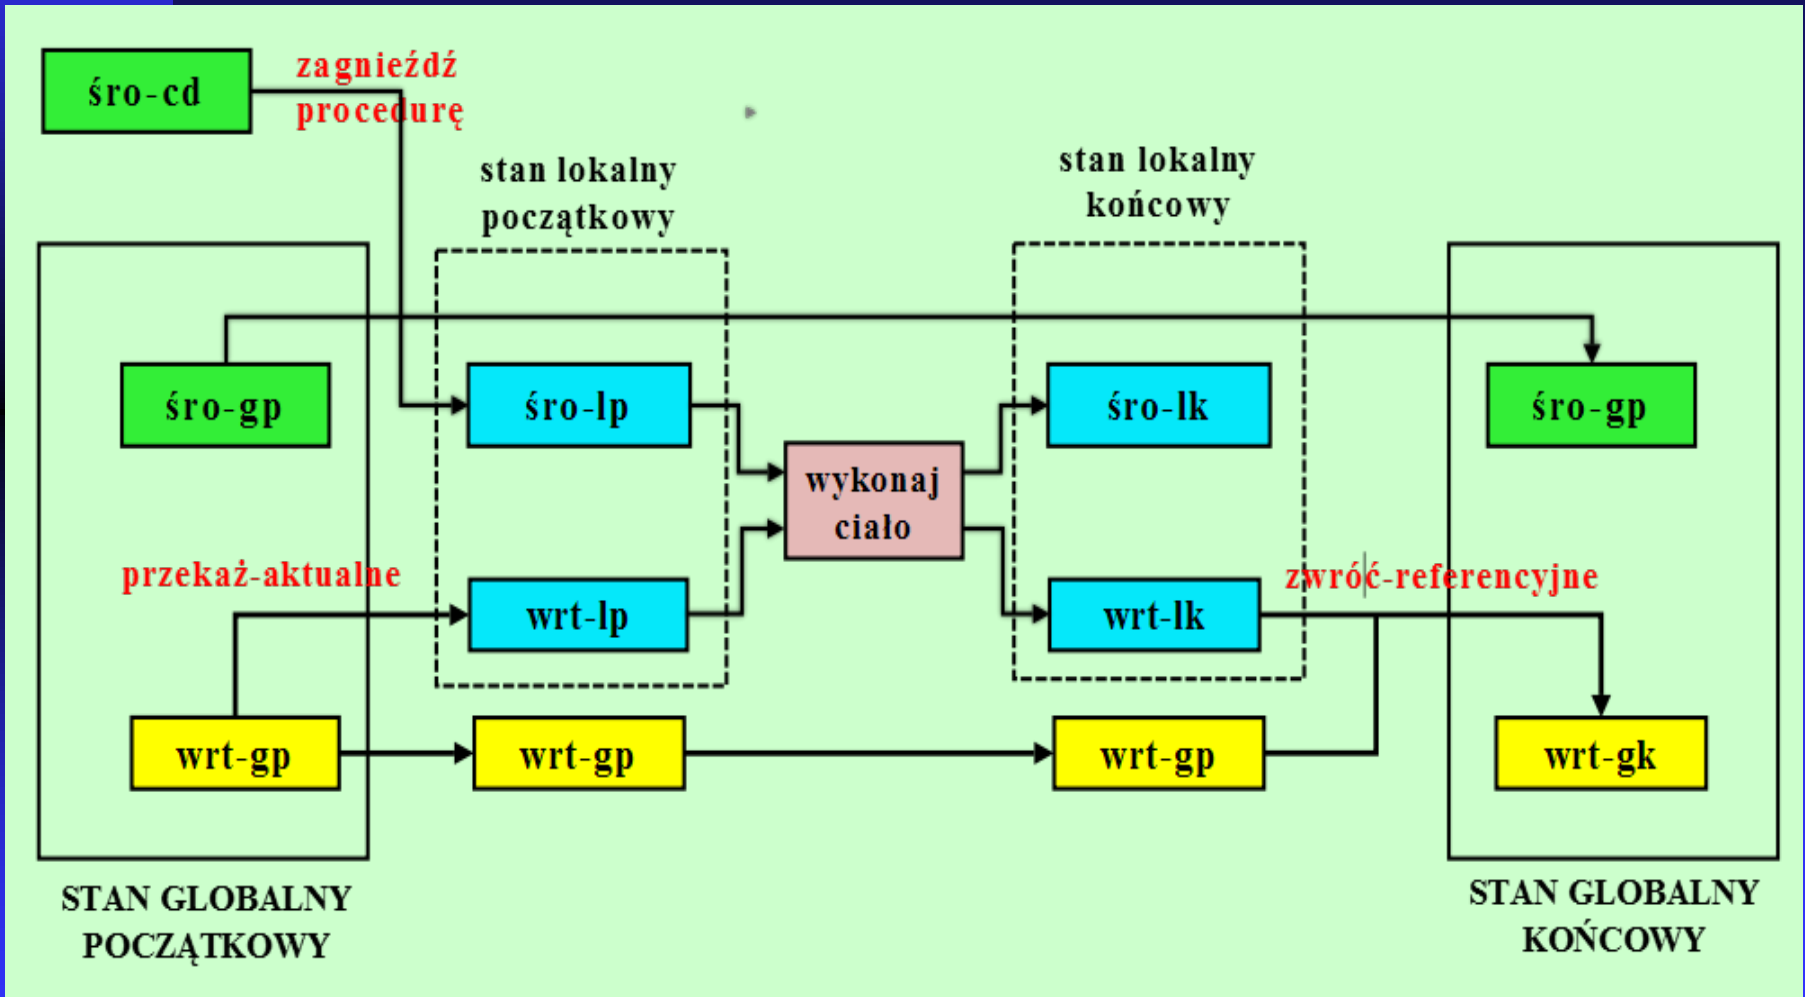 śro-cd
zagnieźdź
procedurę
stan lokalny
początkowy
stan lokalny
końcowy
śro-gp
śro-lp
śro-lk
śro-gp
wykonaj
ciało
przekaż-aktualne
zwróć-referencyjne
wrt-lp
wrt-lk
wrt-gp
wrt-gp
wrt-gp
wrt-gk
STAN GLOBALNY
POCZĄTKOWY
STAN GLOBALNY
KOŃCOWY